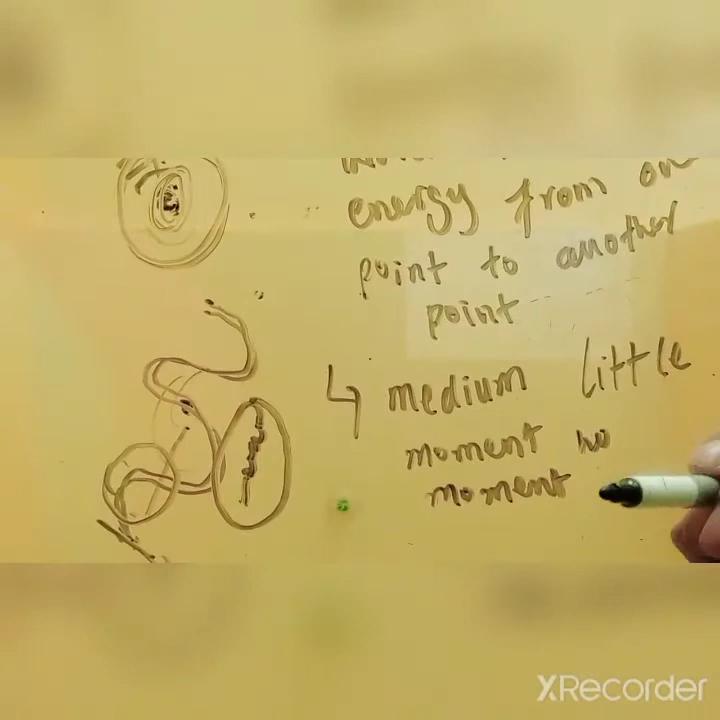 energy from on
point to another
point
↳ medium little
moment no
moment
XRecorder